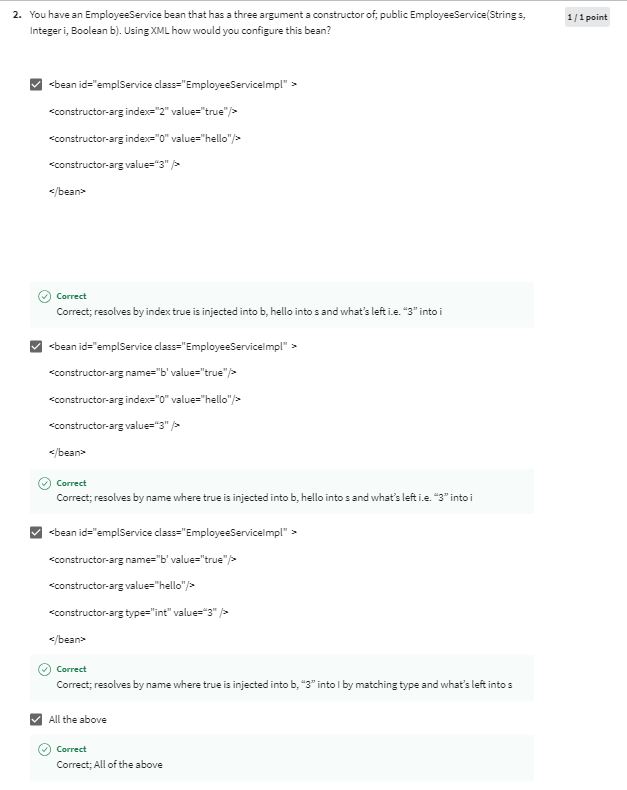 2. You have an EmployeeService bean that has a three argument a constructor of; public EmployeeService(String s,
1 / 1 point
Integer i, Boolean b). Using XML how would you configure this bean?
<bean id="emplService class="EmployeeServiceImpl" >
<constructor-arg index="2" value="true"/>
<constructor-arg index="0" value="hello"/>
<constructor-arg value=“3” />
</bean>
Correct
Correct; resolves by index true is injected into b, hello into s and what's left i.e. “3” into i
<bean id="emplService class="EmployeeServiceImpl" >
<constructor-arg name="b' value="true"/>
<constructor-arg index="0" value="hello"/>
<constructor-arg value=“3” />
</bean>
Correct
Correct; resolves by name where true is injected into b, hello into s and what's left i.e. “3” into i
<bean id="emplService class="EmployeeServiceImpl" >
<constructor-arg name="b' value="true"/>
<constructor-arg value="hello"/>
<constructor-arg type="int" value=“3” />
</bean>
Correct
Correct; resolves by name where true is injected into b, “3” into I by matching type and what's left into s
All the above
Correct
Correct; All of the above